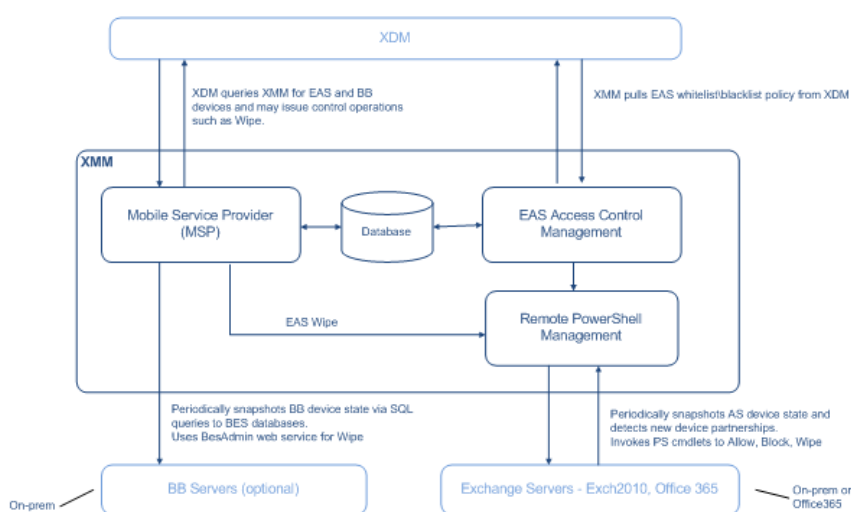 XDM
XDM queries XMM for EAS and BB
devices and may issue control operations
such as Wipe.
XMM pulls EAS whitelist\blacklist policy from XDM
XMM
Mobile Service Provider
(MSP)
Database
EAS Access Control
Management
EAS Wipe
Remote PowerShell
Management
Periodically snapshots BB device state via SQL
queries to BES databases.
Uses BesAdmin web service for Wipe
Periodically snapshots AS device state and
detects new device partnerships.
Invokes PS cmdlets to Allow, Block, Wipe
BB Servers (optional)
Exchange Servers - Exch2010, Office 365
On-prem
On-prem or
Office365